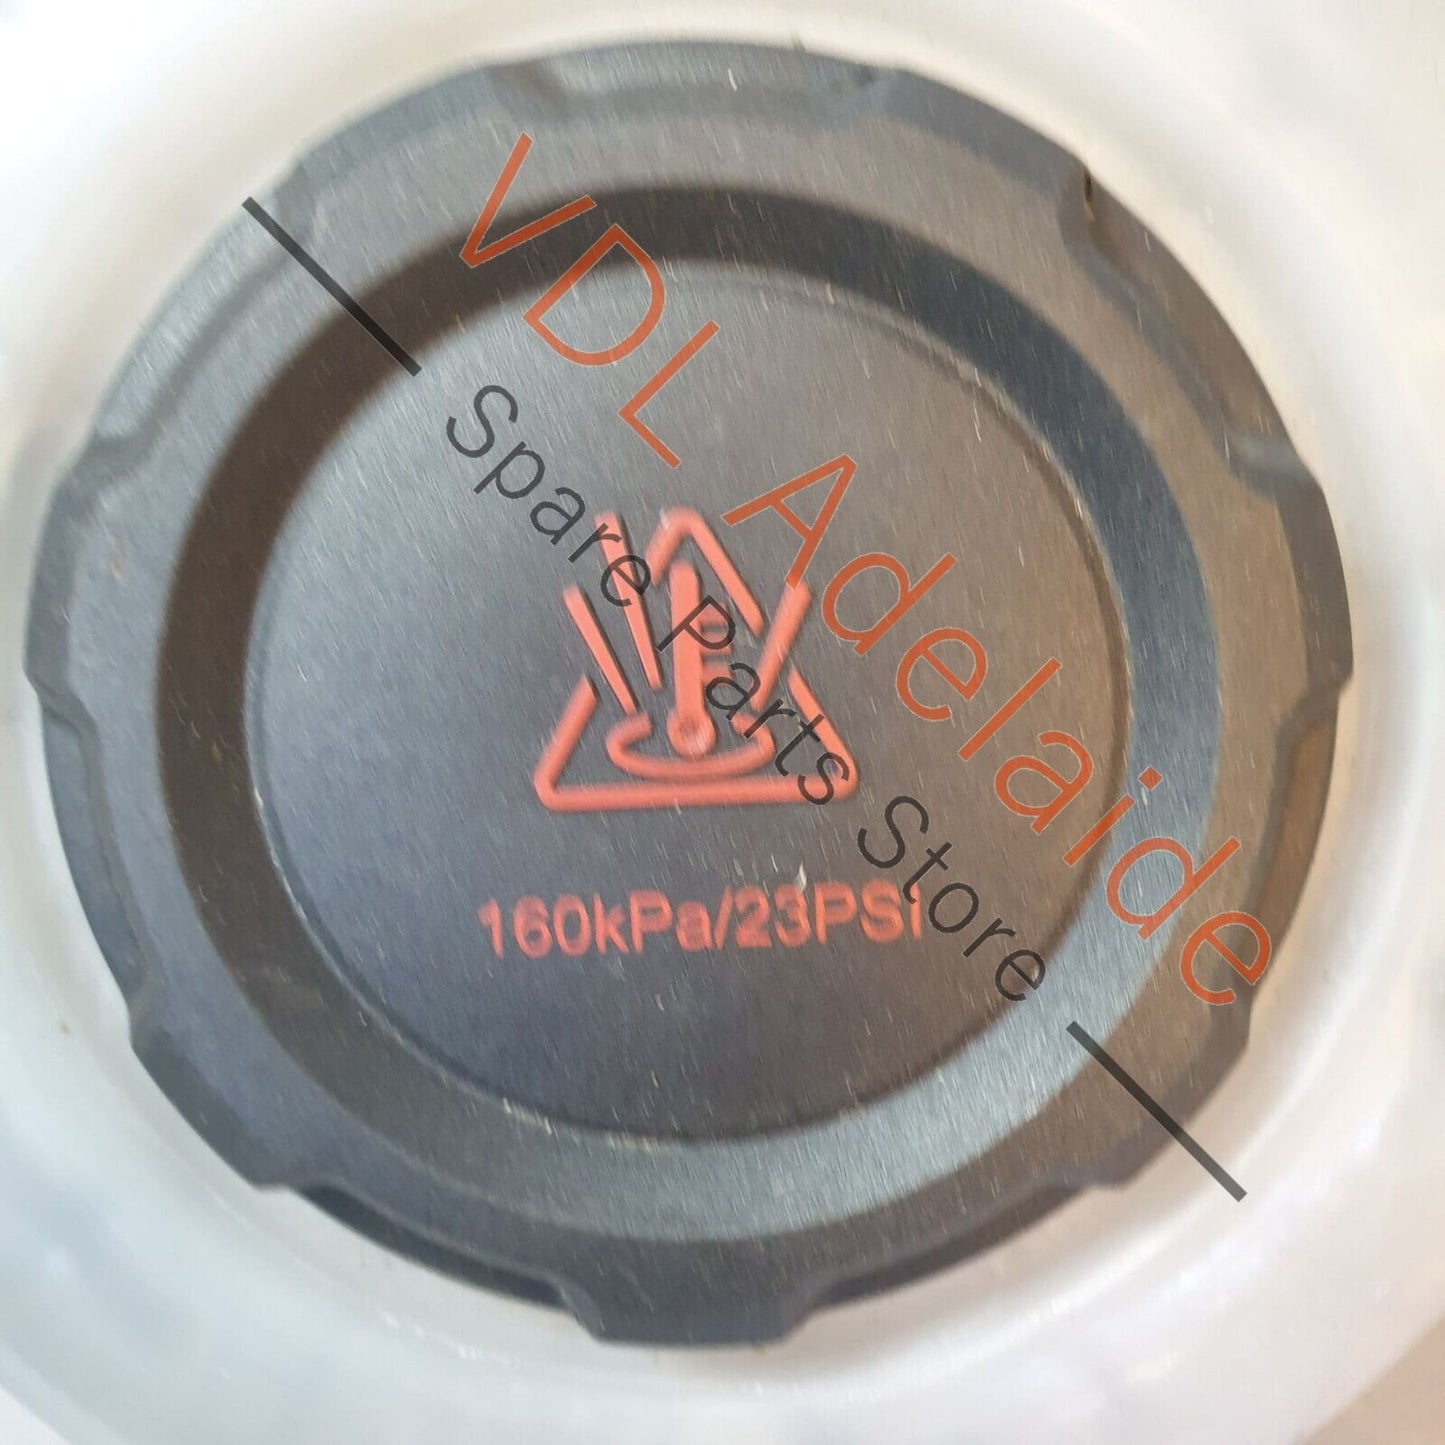 VDL Adelaide
Spare Parts Store
160kPa/23PSi